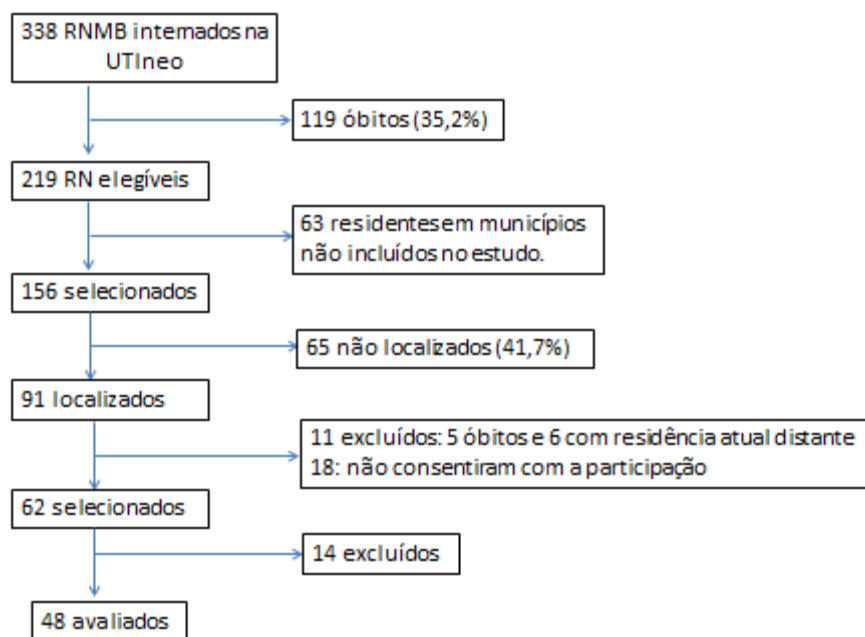 338 RNMB internados na
UTIneo
119 óbitos (35,2%)
219 RN elegíveis
63 residentes em municípios
não incluídos no estudo.
156 selecionados
65 não localizados (41,7%)
91 localizados
11 excluídos: 5 óbitos e 6 com residência atual distante
18: não consentiram com a participação
62 selecionados
14 excluídos
48 avaliados